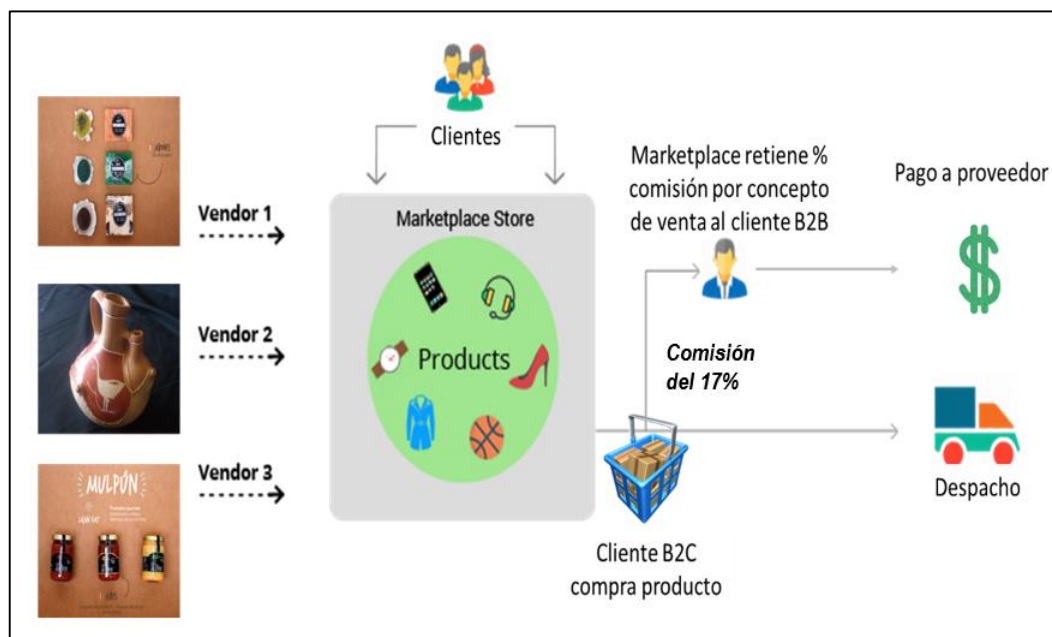 Clientes
Marketplace Store
Products
Vendor 1
Vendor 2
Vendor 3
MULPÚN
Marketplace retiene %
comisión por concepto
de venta al cliente B2B
Pago a proveedor
$
Comisión
del 17%
Despacho
Cliente B2C
compra producto